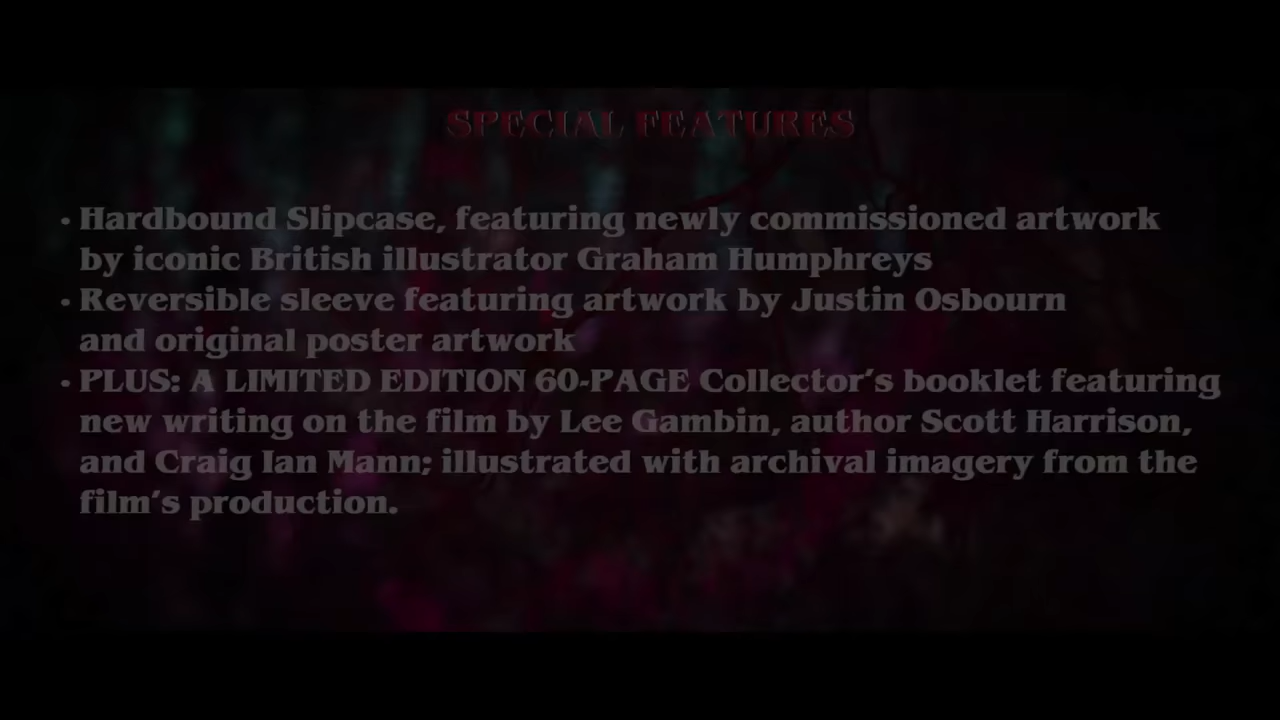 SPECIAL FEATURES
• Hardbound Slipcase, featuring newly commissioned artwork
by iconic British illustrator Graham Humphreys
• Reversible sleeve featuring artwork by Justin Osbourn
and original poster artwork
• PLUS: A LIMITED EDITION 60-PAGE Collector’s booklet featuring
new writing on the film by Lee Gambin, author Scott Harrison,
and Craig Ian Mann; illustrated with archival imagery from the
film’s production.